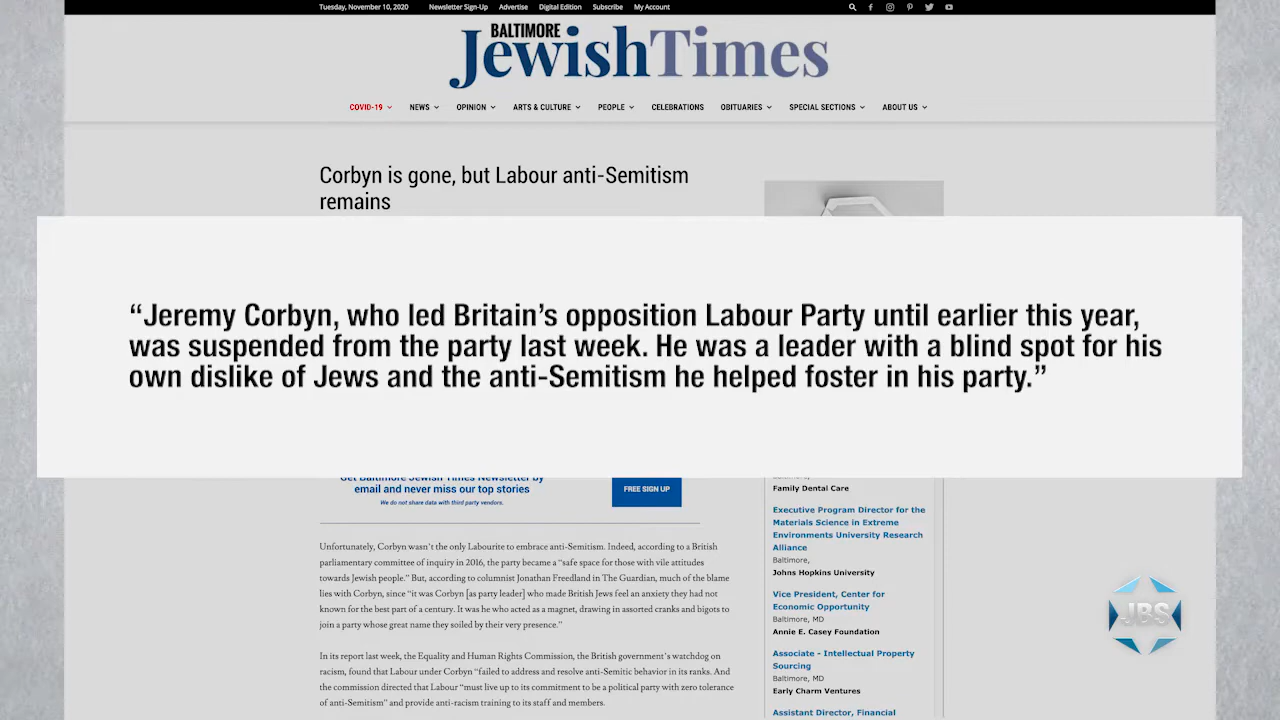 Tuesday, November 10, 2020 Newsletter Sign-Up Advertise Digital Edition Subscribe My Account
BALTIMORE
JewishTimes
COVID-19 NEWS OPINION ARTS & CULTURE PEOPLE CELEBRATIONS OBITUARIES SPECIAL SECTIONS ABOUT US
Corbyn is gone, but Labour anti-Semitism
remains
“Jeremy Corbyn, who led Britain’s opposition Labour Party until earlier this year,
was suspended from the party last week. He was a leader with a blind spot for his
own dislike of Jews and the anti-Semitism he helped foster in his party.”
Get Baltimore Jewish Times Newsletter by
email and never miss our top stories
We do not share data with third party vendors.
FREE SIGN UP
Unfortunately, Corbyn wasn’t the only Labourite to embrace anti-Semitism. Indeed, according to a British
parliamentary committee of inquiry in 2016, the party became a “safe space for those with vile attitudes
towards Jewish people.” But, according to columnist Jonathan Freedland in The Guardian, much of the blame
lies with Corbyn, since “it was Corbyn [as party leader] who made British Jews feel an anxiety they had not
known for the best part of a century. It was he who acted as a magnet, drawing in assorted cranks and bigots to
join a party whose great name they soiled by their very presence.”
In its report last week, the Equality and Human Rights Commission, the British government’s watchdog on
racism, found that Labour under Corbyn “failed to address and resolve anti-Semitic behavior in its ranks. And
the commission directed that Labour “must live up to its commitment to be a political party with zero tolerance
of anti-Semitism” and provide anti-racism training to its staff and members.
Family Dental Care
Executive Program Director for the
Materials Science in Extreme
Environments University Research
Alliance
Baltimore,
Johns Hopkins University
Vice President, Center for
Economic Opportunity
Baltimore, MD
Annie E. Casey Foundation
Associate - Intellectual Property
Sourcing
Baltimore, MD
Early Charm Ventures
Assistant Director, Financial
JBS